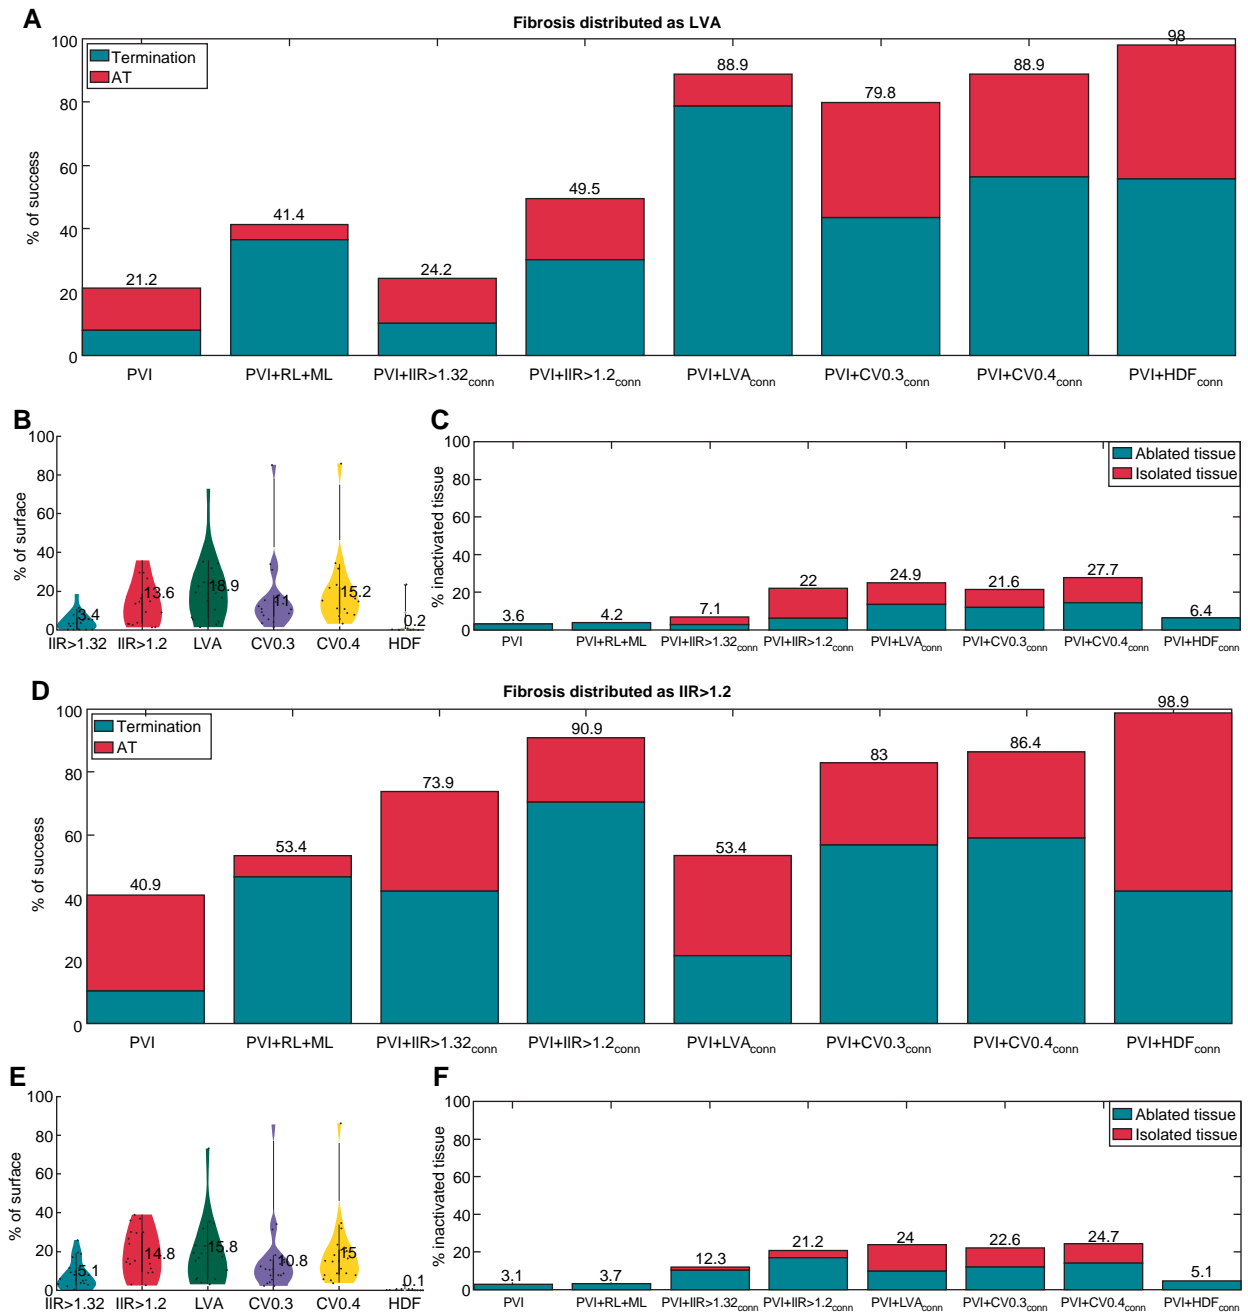 A
Fibrosis distributed as LVA
100
80
60
40
20
0
% of success
Termination
AT
21.2
41.4
24.2
49.5
88.9
79.8
88.9
98
PVI
PVI+RL+ML
PVI+IIR>1.32conn
PVI+IIR>1.2conn
PVI+LVAconn
PVI+CV0.3conn
PVI+CV0.4conn
PVI+HDFconn
B
100
80
60
40
20
0
% of surface
3.4
13.6
18.9
11
15.2
0.2
IIR>1.32
IIR>1.2
LVA
CV0.3
CV0.4
HDF
C
100
80
60
40
20
0
% inactivated tissue
Ablated tissue
Isolated tissue
3.6
4.2
7.1
22
24.9
21.6
27.7
6.4
PVI
PVI+RL+ML
PVI+IIR>1.32conn
PVI+IIR>1.2conn
PVI+LVAconn
PVI+CV0.3conn
PVI+CV0.4conn
PVI+HDFconn
D
Fibrosis distributed as IIR>1.2
100
80
60
40
20
0
% of success
Termination
AT
40.9
53.4
73.9
90.9
53.4
83
86.4
98.9
PVI
PVI+RL+ML
PVI+IIR>1.32conn
PVI+IIR>1.2conn
PVI+LVAconn
PVI+CV0.3conn
PVI+CV0.4conn
PVI+HDFconn
E
100
80
60
40
20
0
% of surface
5.1
14.8
15.8
10.8
15
0.1
IIR>1.32
IIR>1.2
LVA
CV0.3
CV0.4
HDF
F
100
80
60
40
20
0
% inactivated tissue
Ablated tissue
Isolated tissue
3.1
3.7
12.3
21.2
24
22.6
24.7
5.1
PVI
PVI+RL+ML
PVI+IIR>1.32conn
PVI+IIR>1.2conn
PVI+LVAconn
PVI+CV0.3conn
PVI+CV0.4conn
PVI+HDFconn